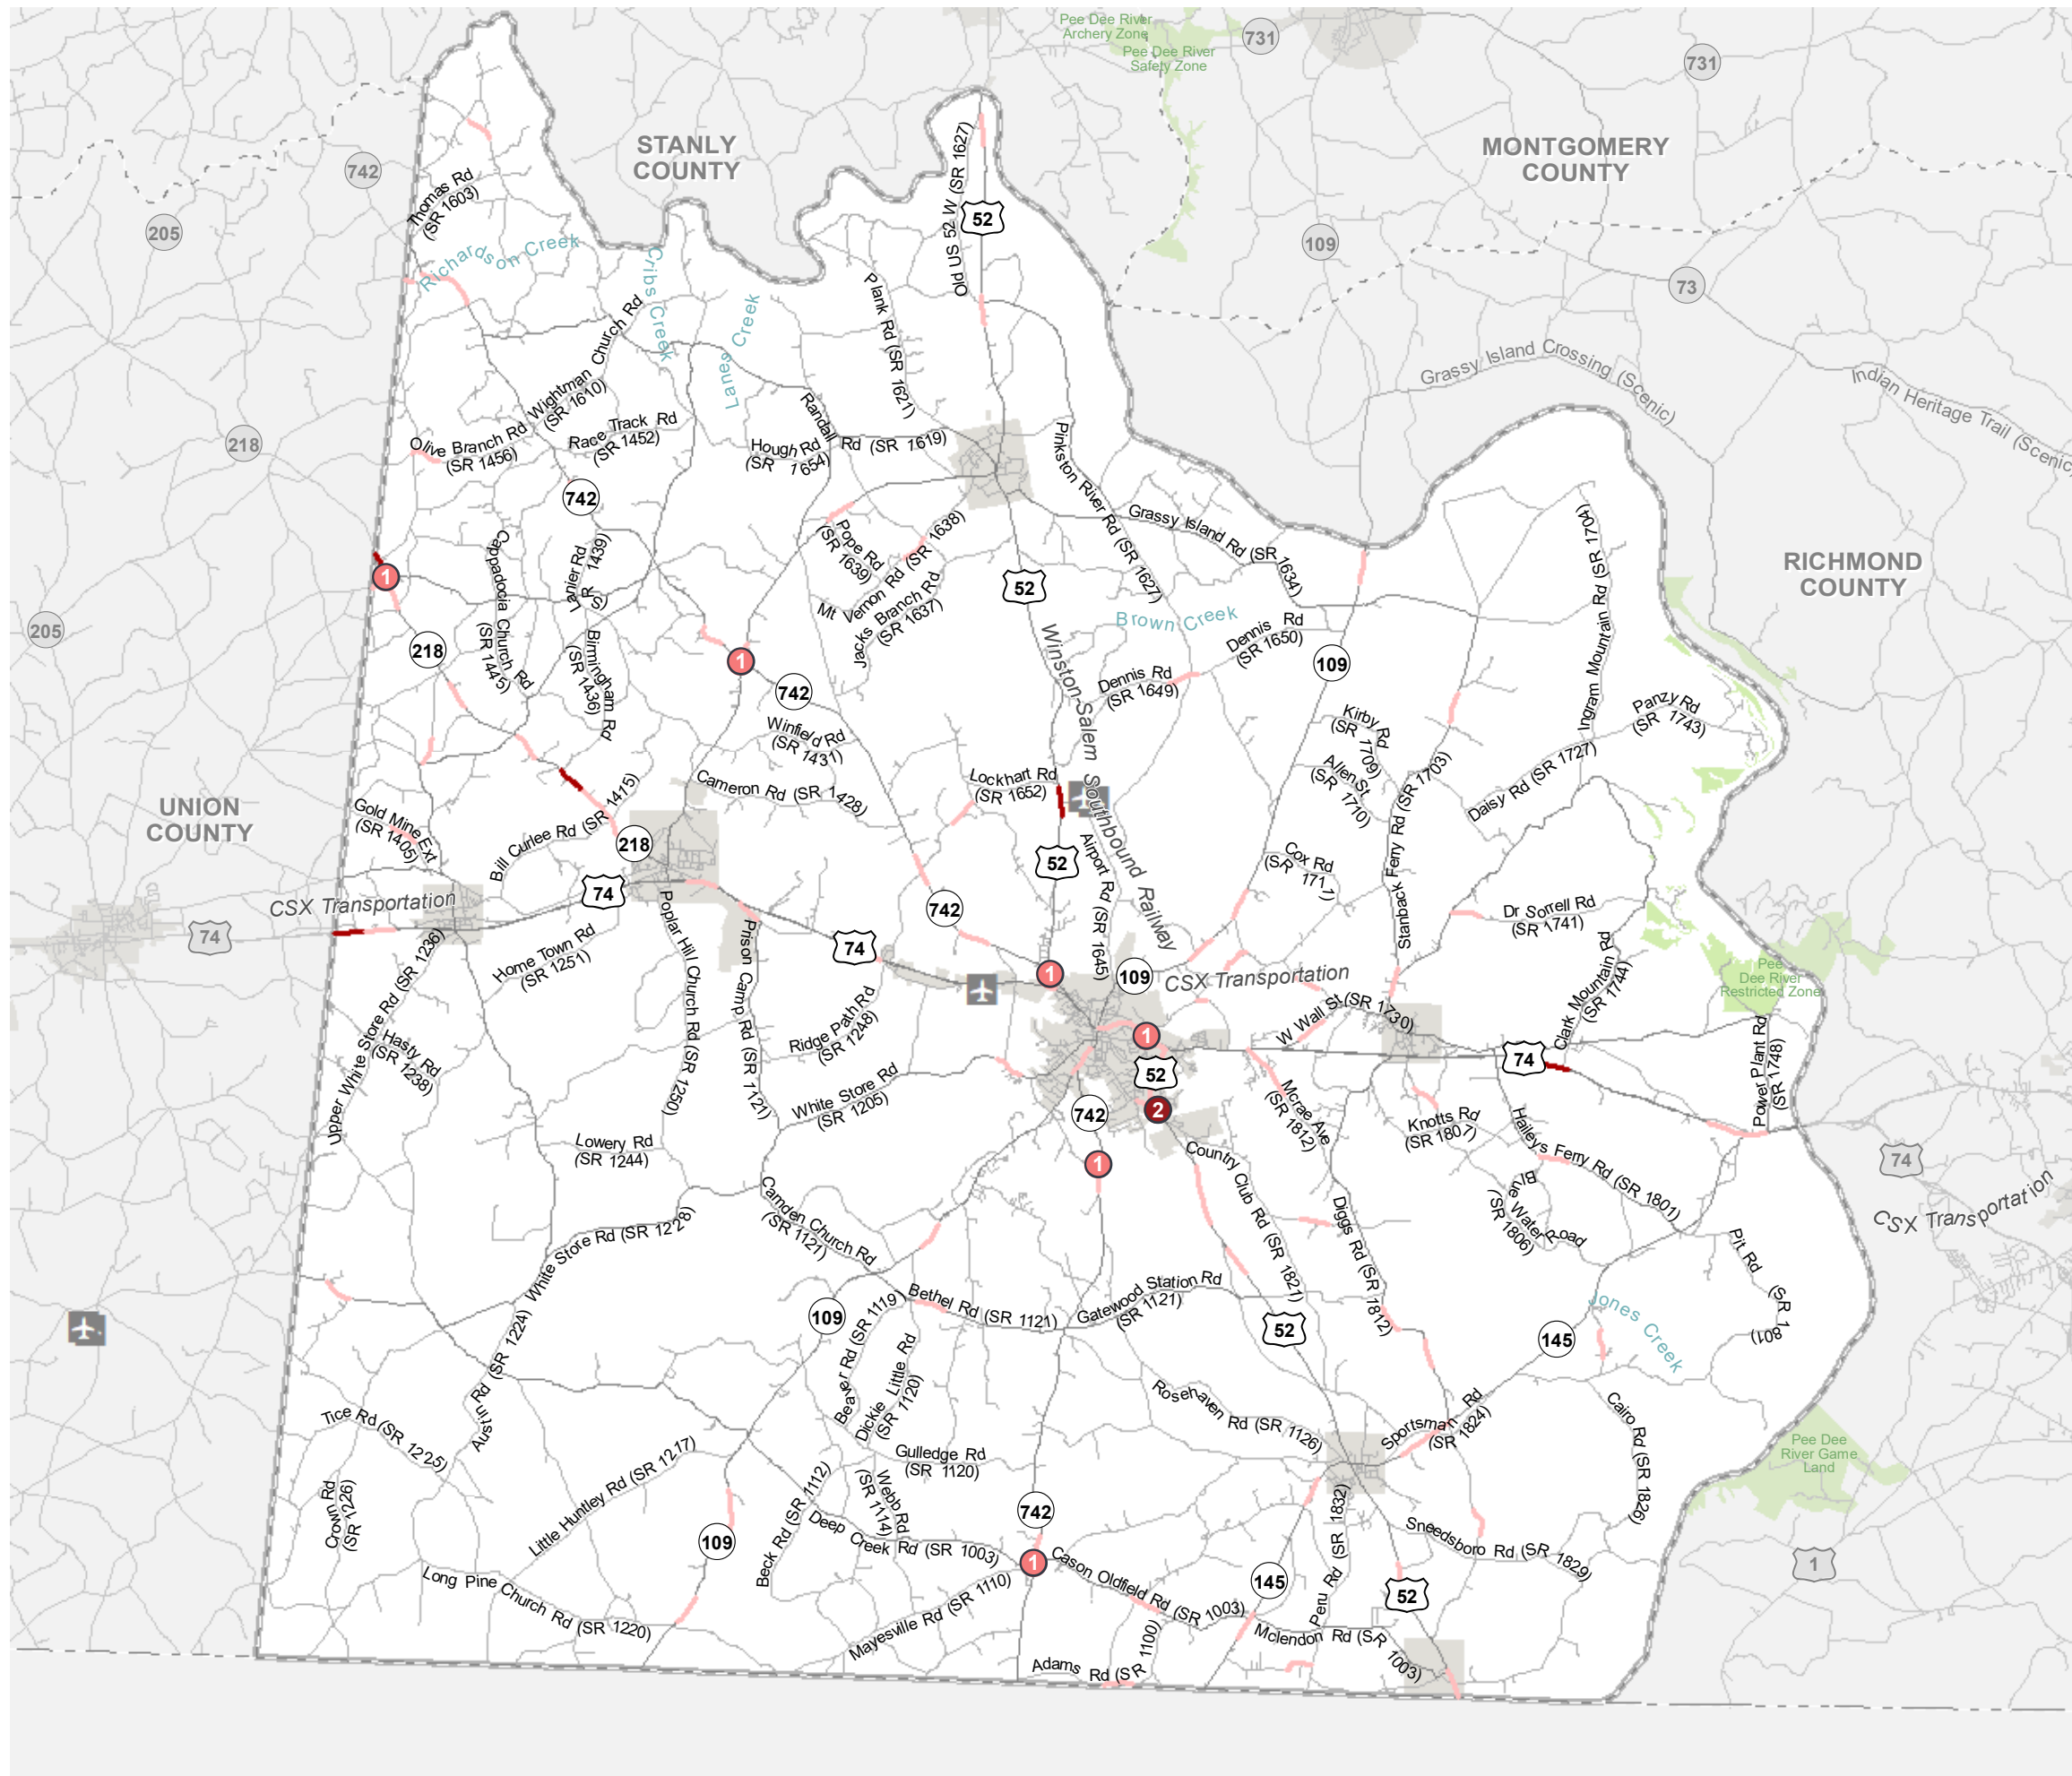 Pee Dee River
Archery Zone
Pee Dee River
Safety Zone
731
731
STANLY
COUNTY
MONTGOMERY
COUNTY
742
Thomas Rd
(SR 1603)
205
Old US 52 W (SR 1627)
52
109
73
Richardson Creek
Cribs Creek
Lanes Creek
Plank Rd (SR 1621)
Grassy Island Crossing (Scenic)
Indian Heritage Trail (Scenic
Wightman Church Rd
(SR 1610)
218
Olive Branch Rd
(SR 1456)
Race Track Rd
(SR 1452)
Hough Rd
(SR 1654)
Randall Rd (SR 1619)
Pinkston River Rd (SR 1627)
742
Grassy Island Rd (SR 1634)
Ingram Mountain Rd (SR 1704)
RICHMOND
COUNTY
Cappadocia Church Rd
(SR 1445)
Lanier Rd
(SR 1439)
Pope Rd
(SR 1639)
Mt Vernon Rd (SR 1638)
Jacks Branch Rd
(SR 1637)
52
1
205
218
Birmingham Rd
(SR 1436)
1
742
Brown Creek
Dennis Rd
(SR 1650)
Dennis Rd
(SR 1649)
109
Winston-Salem Southbound Railway
Panzy Rd
(SR 1743)
Kirby Rd
(SR 1709)
Allen St
(SR 1710)
Winfield Rd
(SR 1431)
Stanback Ferry Rd (SR 1703)
Daisy Rd (SR 1727)
Cameron Rd (SR 1428)
Lockhart Rd
(SR 1652)
UNION
COUNTY
Gold Mine Ext
(SR 1405)
Bill Curlee Rd (SR 1415)
218
52
Airport Rd (SR 1645)
Cox Rd
(SR 1711)
CSX Transportation
74
74
742
Dr Sorrell Rd
(SR 1741)
Home Town Rd
(SR 1251)
Poplar Hill Church Rd (SR 1250)
Prison Camp Rd (SR 1121)
74
1
109
CSX Transportation
Clark Mountain Rd
(SR 1744)
Pee
Dee River
Restricted Zone
Upper White Store Rd (SR 1236)
Hasty Rd
(SR 1238)
Ridge Path Rd
(SR 1248)
1
W Wall St (SR 1730)
74
Power Plant Rd
(SR 1748)
52
White Store Rd
(SR 1205)
742
2
Mcrae Ave
(SR 1812)
Knotts Rd
(SR 1807)
Haileys Ferry Rd (SR 1801)
74
Lowery Rd
(SR 1244)
1
Country Club Rd (SR 1821)
Blue Water Road
(SR 1806)
CSX Transportation
Camden Church Rd
(SR 1121)
White Store Rd (SR 1228)
Diggs Rd (SR 1812)
Pit Rd (SR 1801)
109
Bethel Rd (SR 1121)
Gatewood Station Rd
(SR 1121)
52
Jones Creek
145
Austin Rd (SR 1224)
Beaver Rd (SR 1119)
Dickie Little Rd
(SR 1120)
Rosehaven Rd (SR 1126)
Sportsman Rd
(SR 1824)
Cairo Rd (SR 1826)
Tice Rd (SR 1225)
Gulledge Rd
(SR 1120)
Pee Dee
River Game
Land
Crow Rd
(SR 1226)
Little Huntley Rd (SR 1217)
Beck Rd (SR 1112)
Webb Rd
(SR 1114)
742
Peru Rd (SR 1832)
109
Deep Creek Rd (SR 1003)
1
Cason Oldfield Rd (SR 1003)
Sneedsboro Rd (SR 1829)
1
145
52
Long Pine Church Rd (SR 1220)
Mayesville Rd (SR 1110)
Mclendon Rd (SR 1003)
Adams Rd (SR 1100)